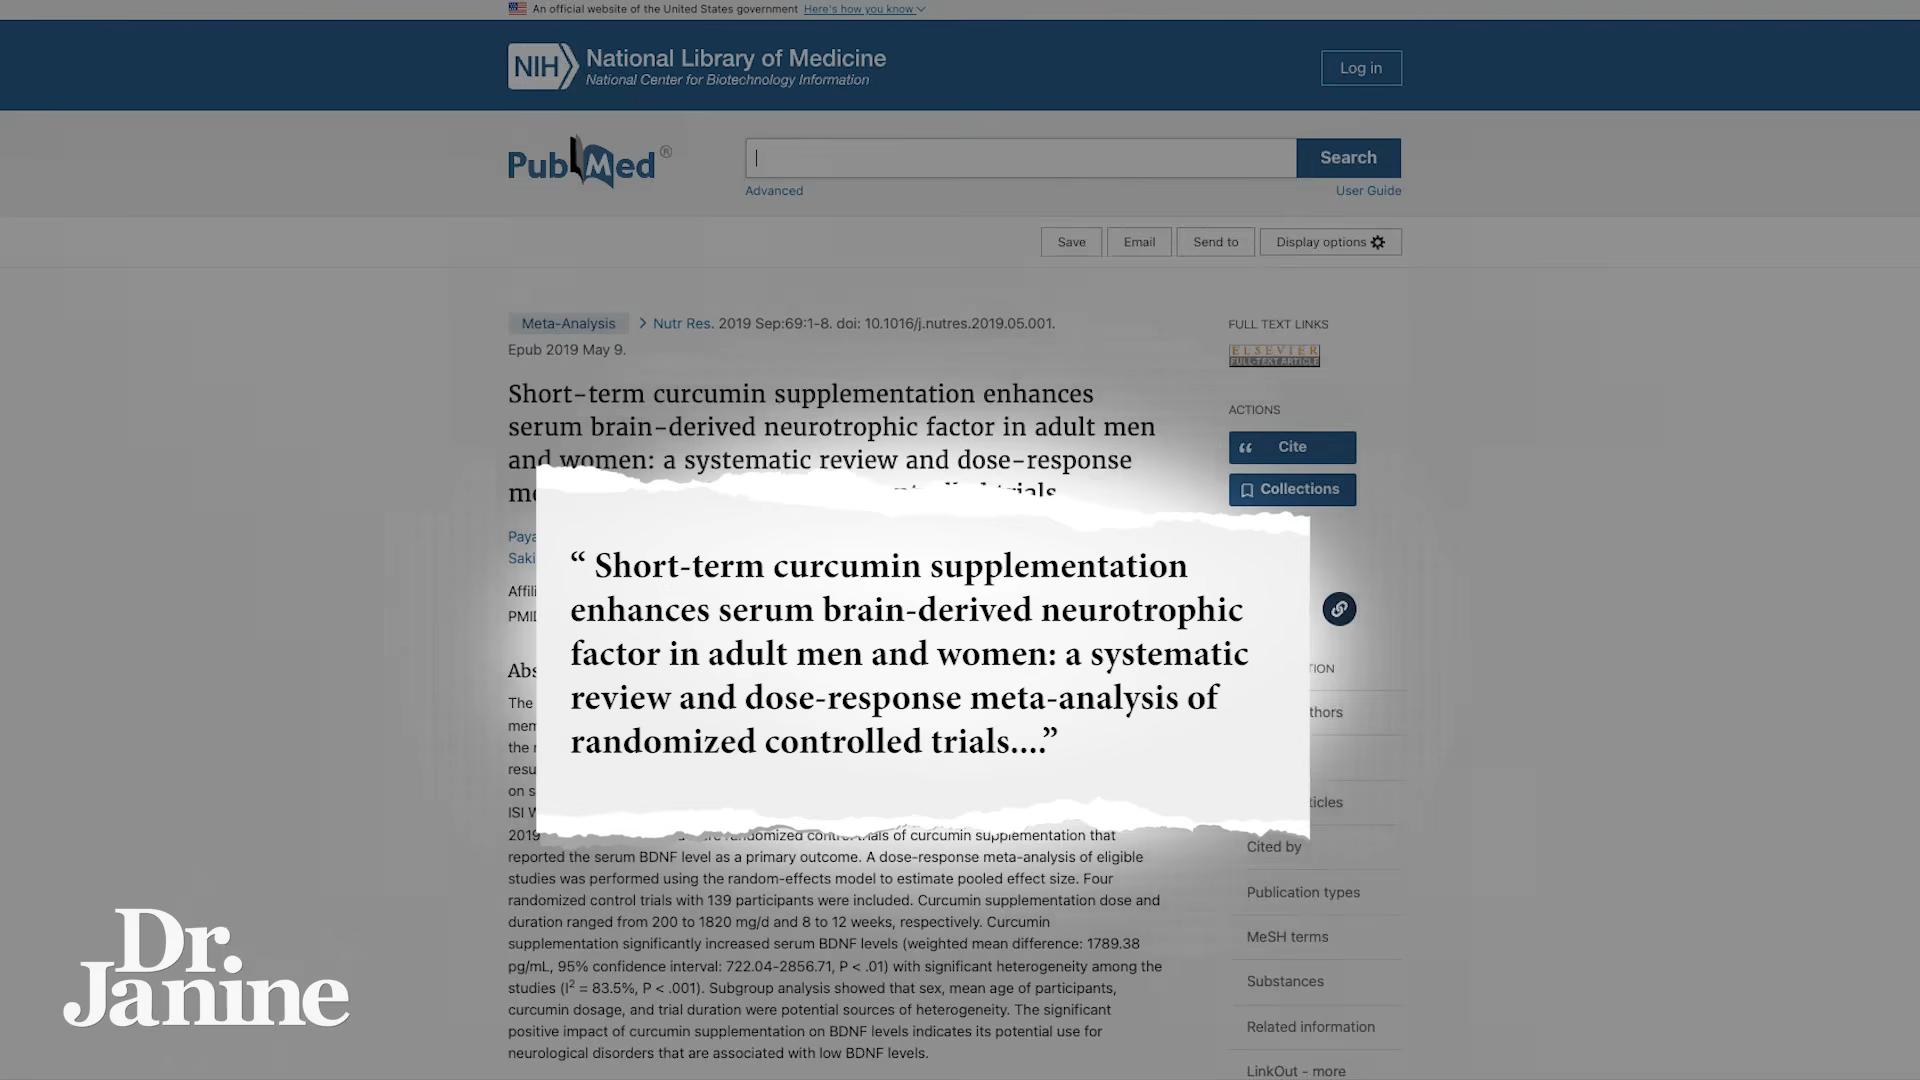 An official website of the United States government Here's how you know
NIH National Library of Medicine
National Center for Biotechnology Information
Log in
PubMed®
Search
Advanced
User Guide
Save
Email
Send to
Display options
Meta-Analysis
Nutr Res. 2019 Sep:69:1-8. doi: 10.1016/j.nutres.2019.05.001.
Epub 2019 May 9.
FULL TEXT LINKS
ELSEVIER
FULL-TEXT ARTICLE
Short-term curcumin supplementation enhances
serum brain-derived neurotrophic factor in adult men
and women: a systematic review and dose-response
trials
ACTIONS
Cite
Collections
“ Short-term curcumin supplementation
enhances serum brain-derived neurotrophic
factor in adult men and women: a systematic
review and dose-response meta-analysis of
randomized controlled trials....”
The
2019
of curcumin supplementation that
reported the serum BDNF level as a primary outcome. A dose-response meta-analysis of eligible
studies was performed using the random-effects model to estimate pooled effect size. Four
randomized control trials with 139 participants were included. Curcumin supplementation dose and
duration ranged from 200 to 1820 mg/d and 8 to 12 weeks, respectively. Curcumin
supplementation significantly increased serum BDNF levels (weighted mean difference: 1789.38
pg/mL, 95% confidence interval: 722.04-2856.71, P < .01) with significant heterogeneity among the
studies (I² = 83.5%, P < .001). Subgroup analysis showed that sex, mean age of participants,
curcumin dosage, and trial duration were potential sources of heterogeneity. The significant
positive impact of curcumin supplementation on BDNF levels indicates its potential use for
neurological disorders that are associated with low BDNF levels.
Cited by
Publication types
MeSH terms
Substances
Related information
LinkOut - more
Dr.
Janine